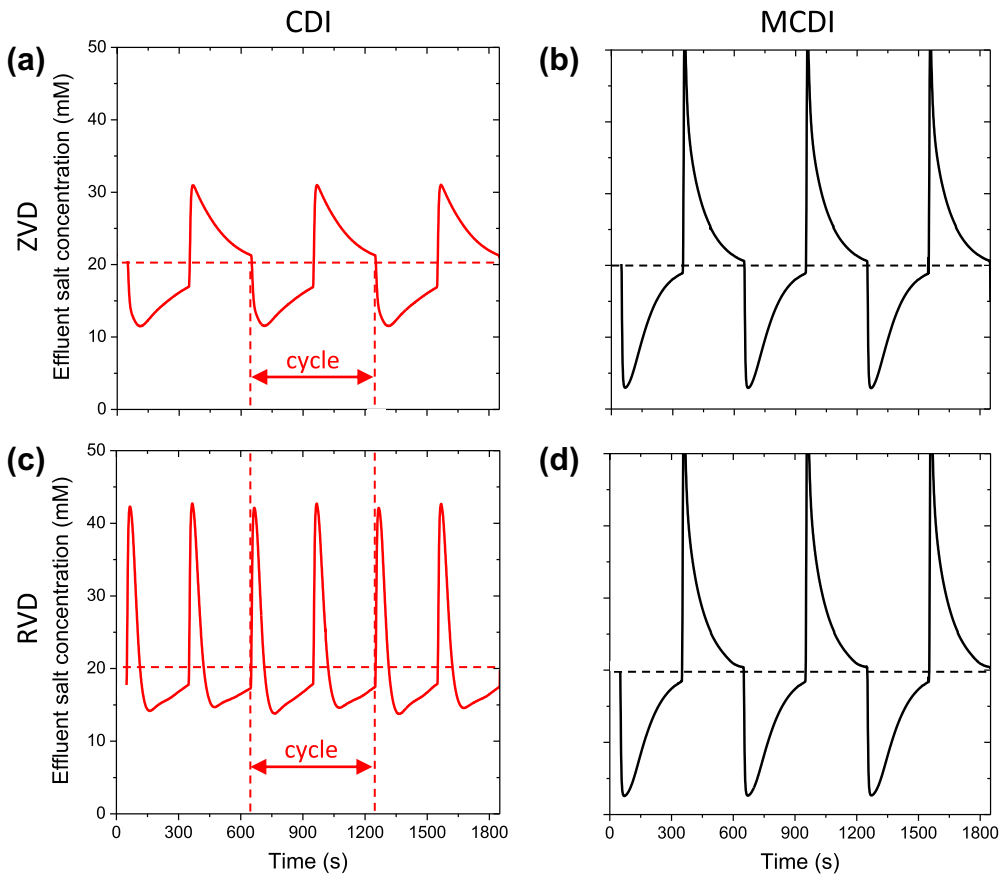 CDI
MCDI
(a)
(b)
ZVD
Effluent salt concentration (mM)
50
40
30
20
10
0
cycle
(c)
(d)
RVD
Effluent salt concentration (mM)
50
40
30
20
10
0
cycle
0 300 600 900 1200 1500 1800
Time (s)
0 300 600 900 1200 1500 1800
Time (s)